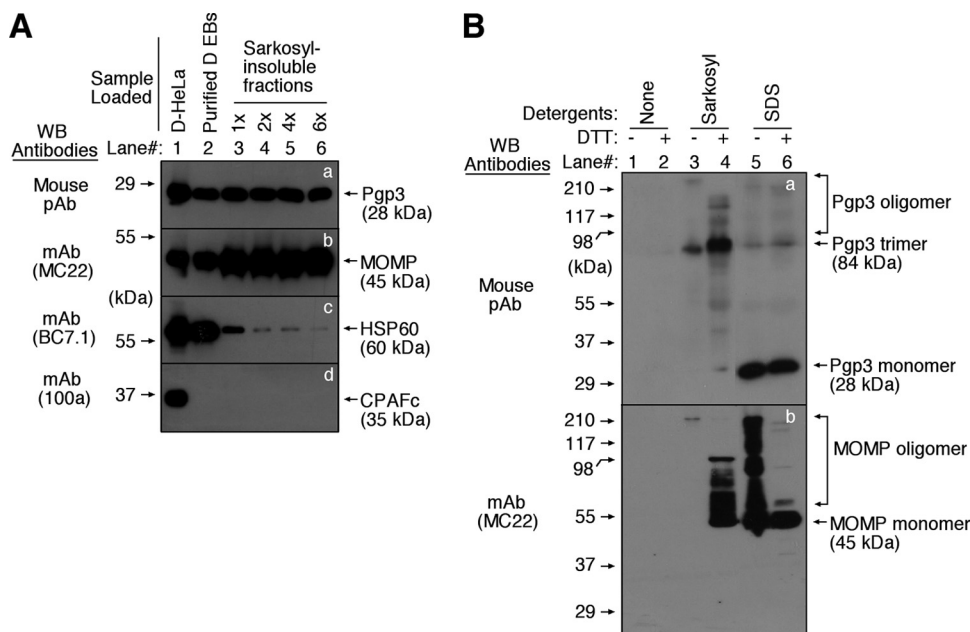 A
Sample
Loaded
D-HeLa
Purified D EBs
Sarkosyl-
insoluble
fractions
1x
2x
4x
6x
WB
Antibodies
Lane#: 1 2 3 4 5 6
Mouse
pAb
29
a
Pgp3
(28 kDa)
55
mAb
(MC22)
b
MOMP
(45 kDa)
(kDa)
mAb
(BC7.1)
55
c
HSP60
(60 kDa)
mAb
(100a)
37
d
CPAFc
(35 kDa)
B
Detergents:
None
Sarkosyl
SDS
DTT: - + - + - +
WB
Antibodies
Lane#: 1 2 3 4 5 6
Mouse
pAb
210
117
98
(kDa)
55
37
29
a
Pgp3 oligomer
Pgp3 trimer
(84 kDa)
Pgp3 monomer
(28 kDa)
mAb
(MC22)
210
117
98
55
37
29
b
MOMP oligomer
MOMP monomer
(45 kDa)